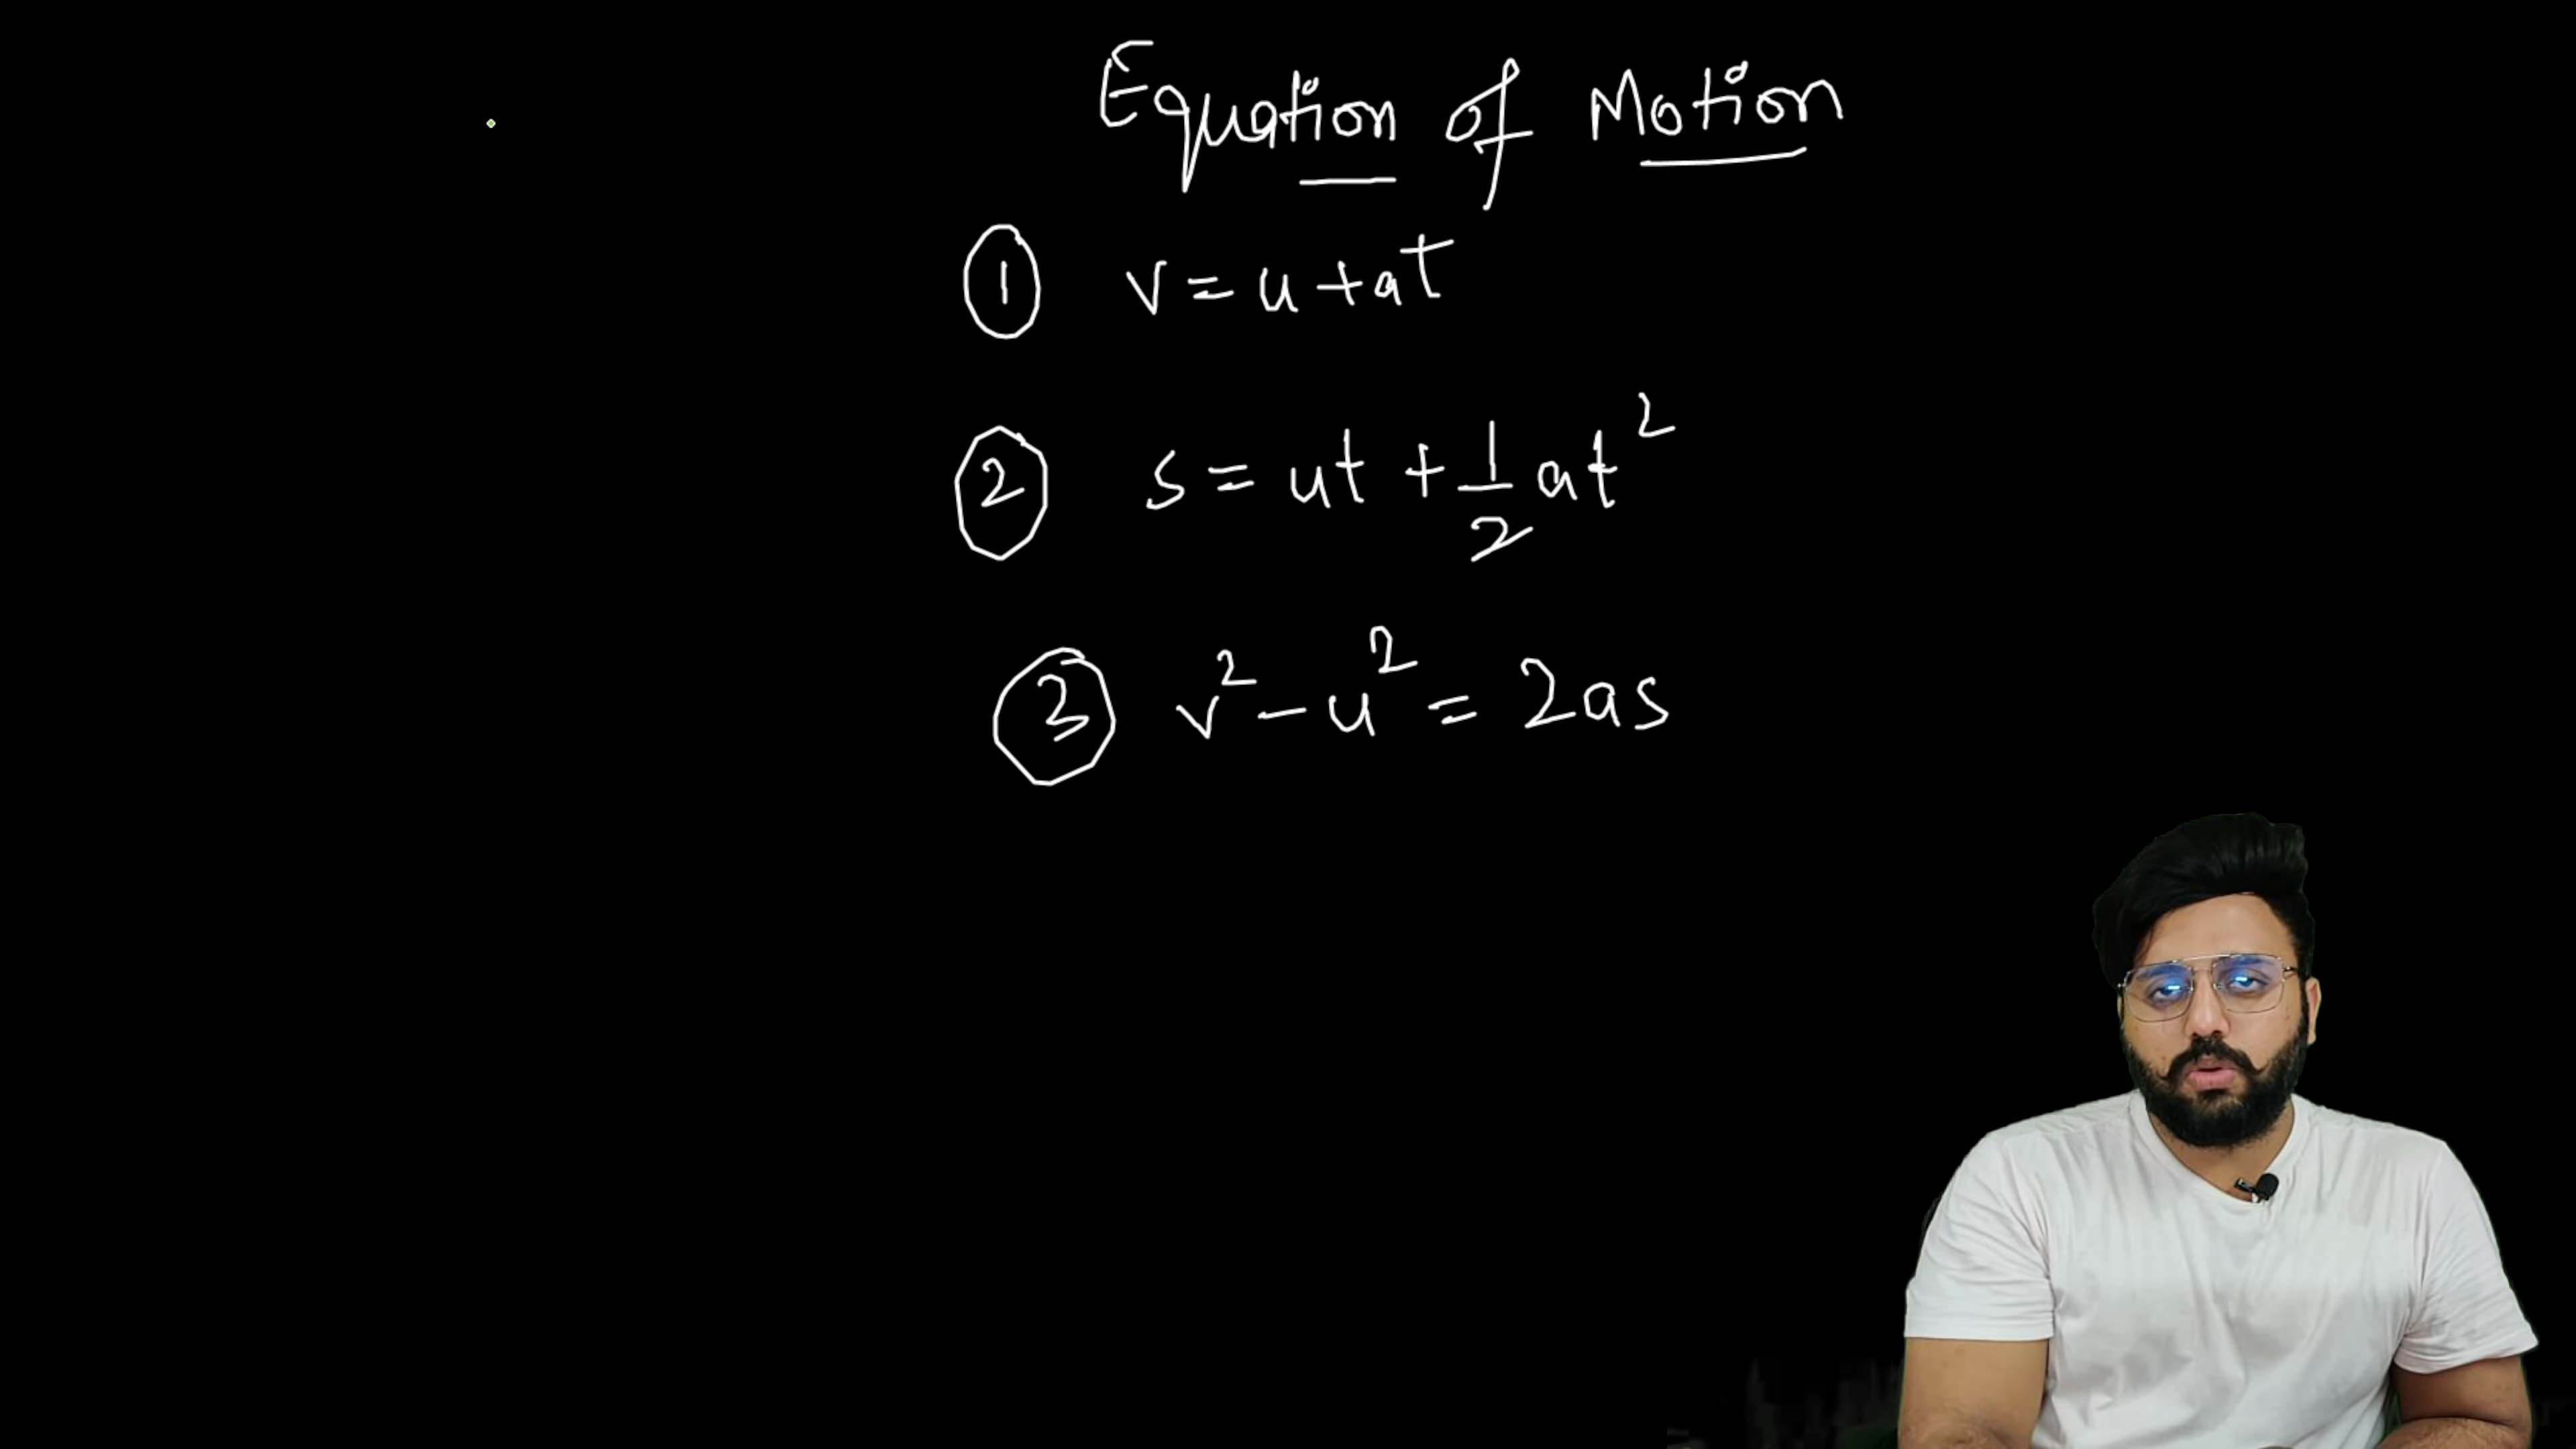 Equation of Motion
① v = u + at
② s = ut + 1/2 at²
③ v² - u² = 2as